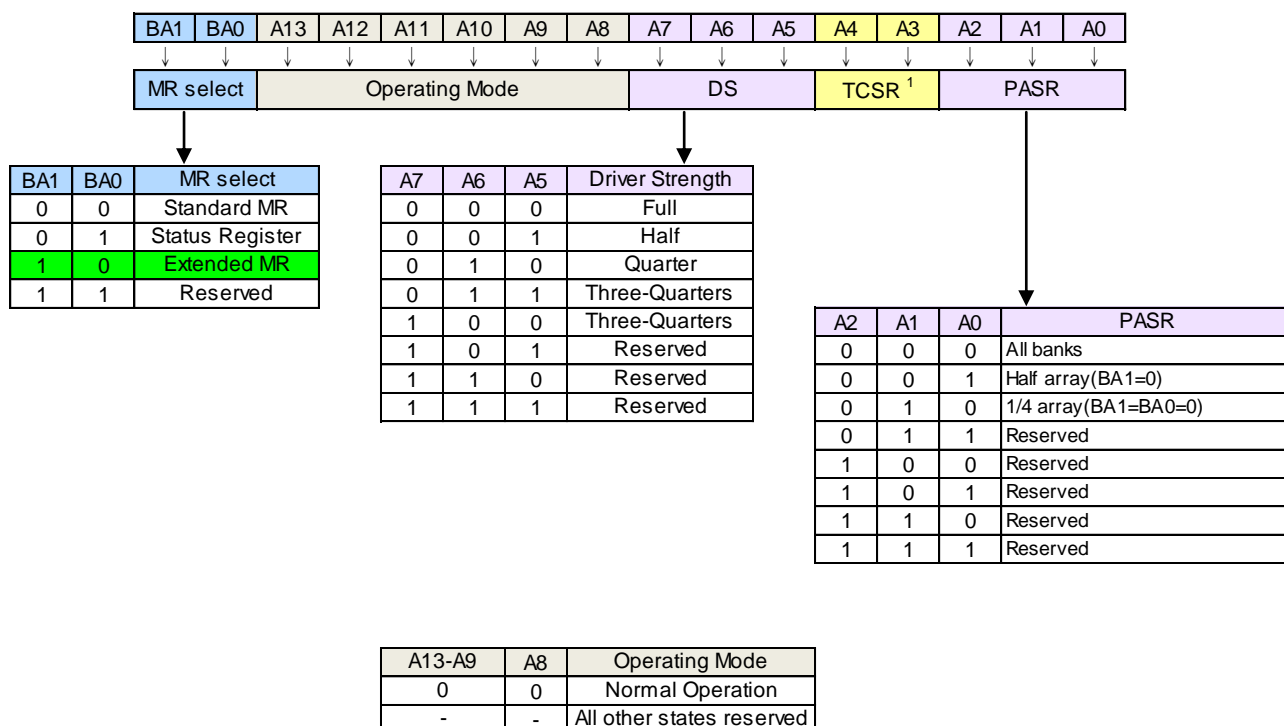 BA1 BA0 A13 A12 A11 A10 A9 A8 A7 A6 A5 A4 A3 A2 A1 A0
MR select Operating Mode DS TCSR 1 PASR
BA1 BA0 MR select
0 0 Standard MR
0 1 Status Register
1 0 Extended MR
1 1 Reserved
A7 A6 A5 Driver Strength
0 0 0 Full
0 0 1 Half
0 1 0 Quarter
0 1 1 Three-Quarters
1 0 0 Three-Quarters
1 0 1 Reserved
1 1 0 Reserved
1 1 1 Reserved
A2 A1 A0 PASR
0 0 0 All banks
0 0 1 Half array(BA1=0)
0 1 0 1/4 array(BA1=BA0=0)
0 1 1 Reserved
1 0 0 Reserved
1 0 1 Reserved
1 1 0 Reserved
1 1 1 Reserved
A13-A9 A8 Operating Mode
0 0 Normal Operation
- - All other states reserved